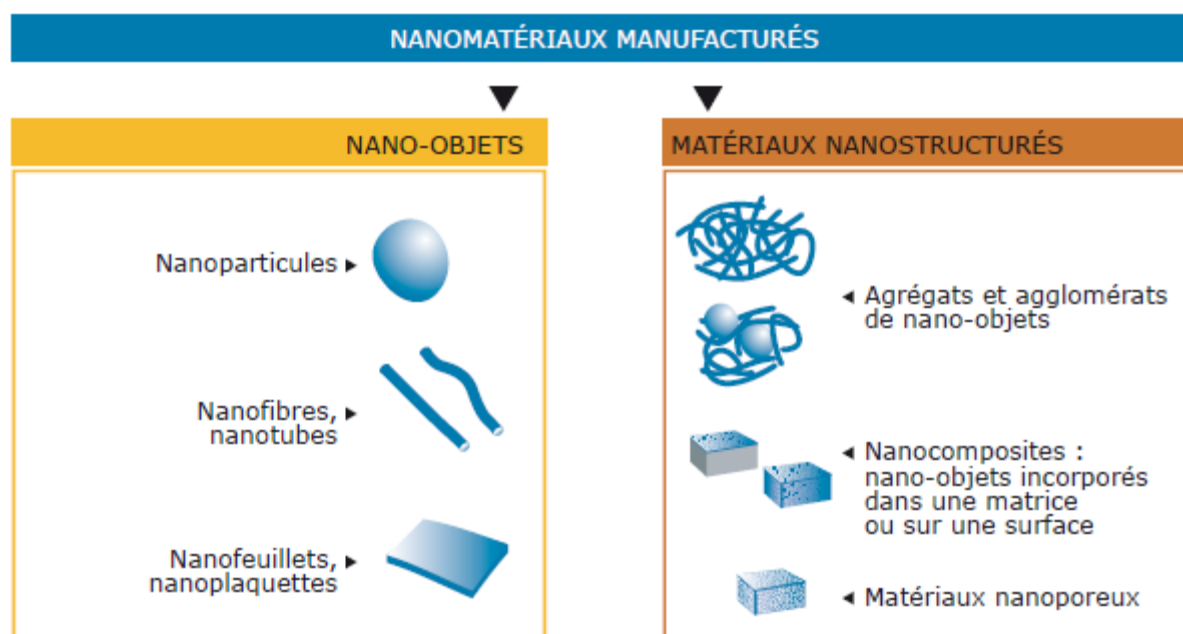 NANOMATÉRIAUX MANUFACTURÉS
NANO-OBJETS
Nanoparticules
Nanofibres,
nanotubes
Nanofeuillets,
nanoplaquettes
MATÉRIAUX NANOSTRUCTURÉS
Agrégats et agglomérats
de nano-objets
Nanocomposites :
nano-objets incorporés
dans une matrice
ou sur une surface
Matériaux nanoporeux